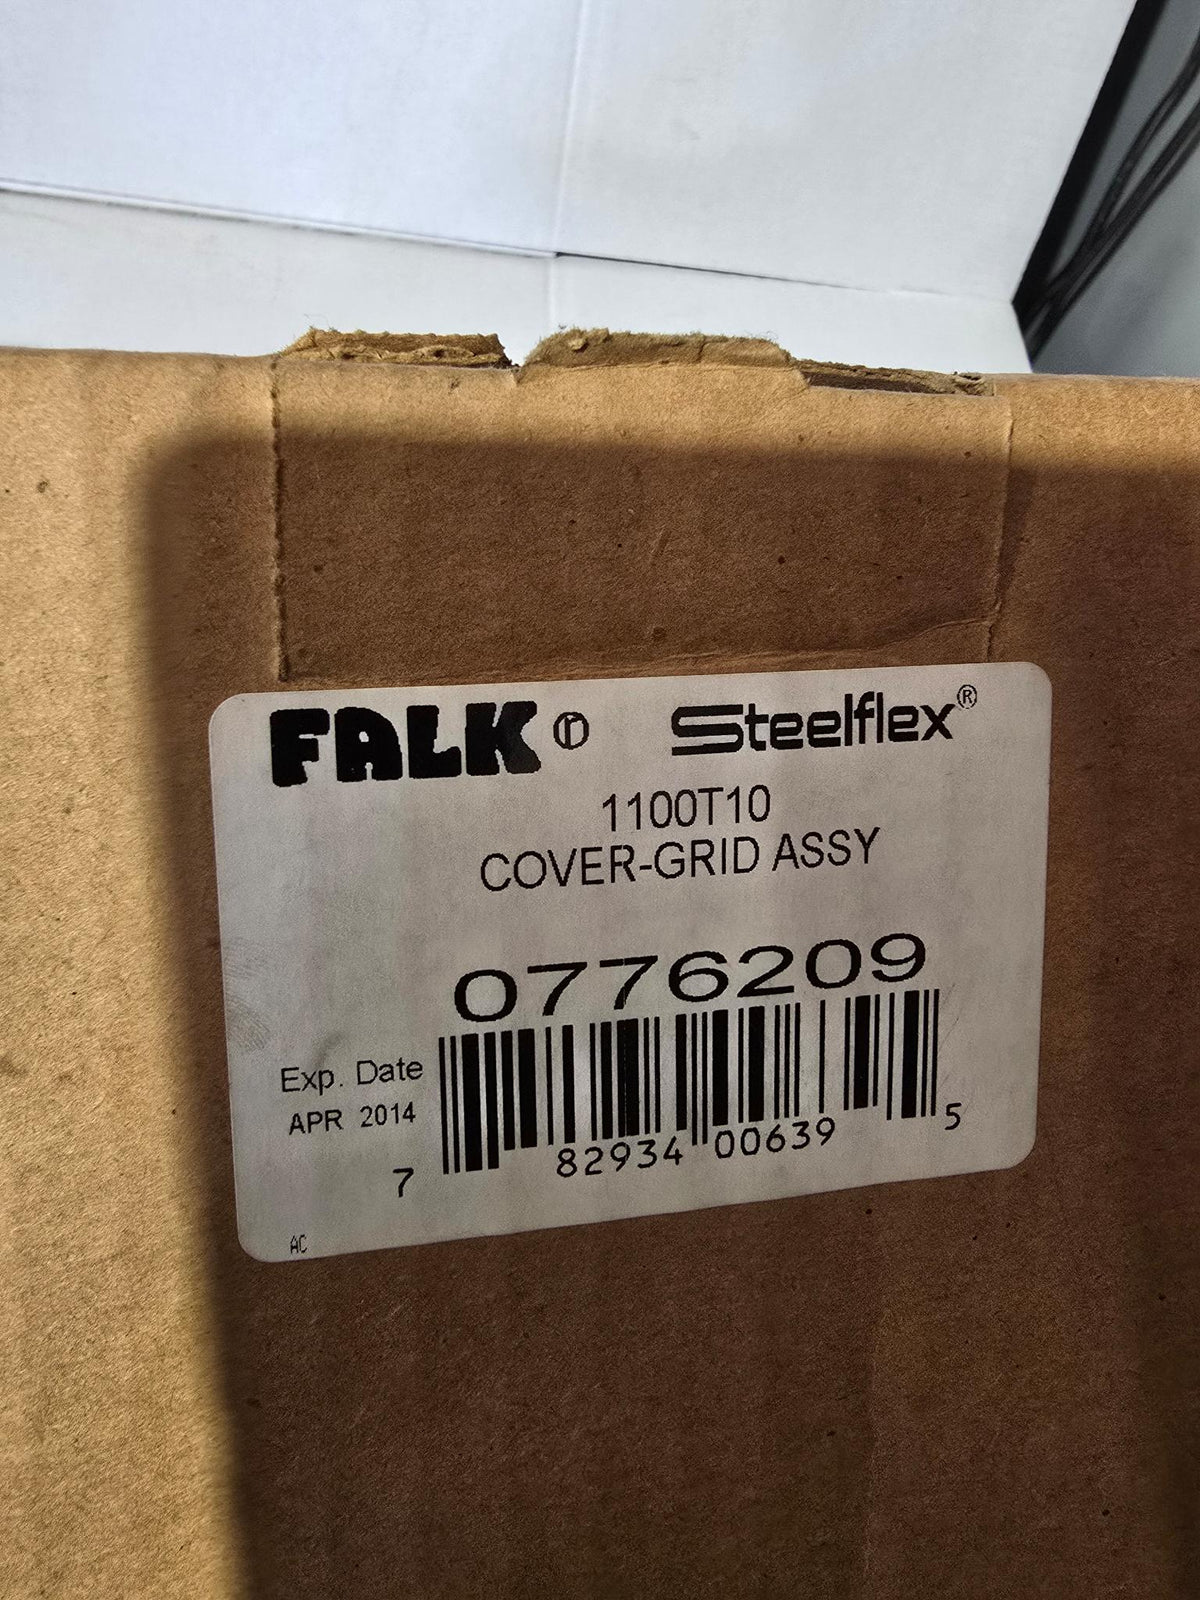 FALK® Steelflex®
1100T10
COVER-GRID ASSY
0776209
Exp. Date
APR 2014
7 82934 00639 5
AC